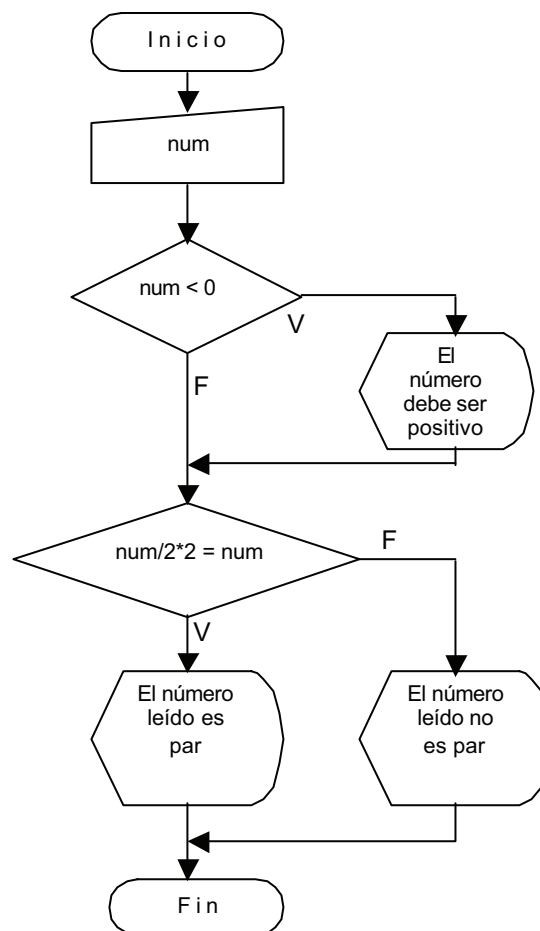 Inicio
num
num < 0
V
F
El
número
debe ser
positivo
num/2*2 = num
F
V
El número
leído es
par
El número
leído no
es par
Fin